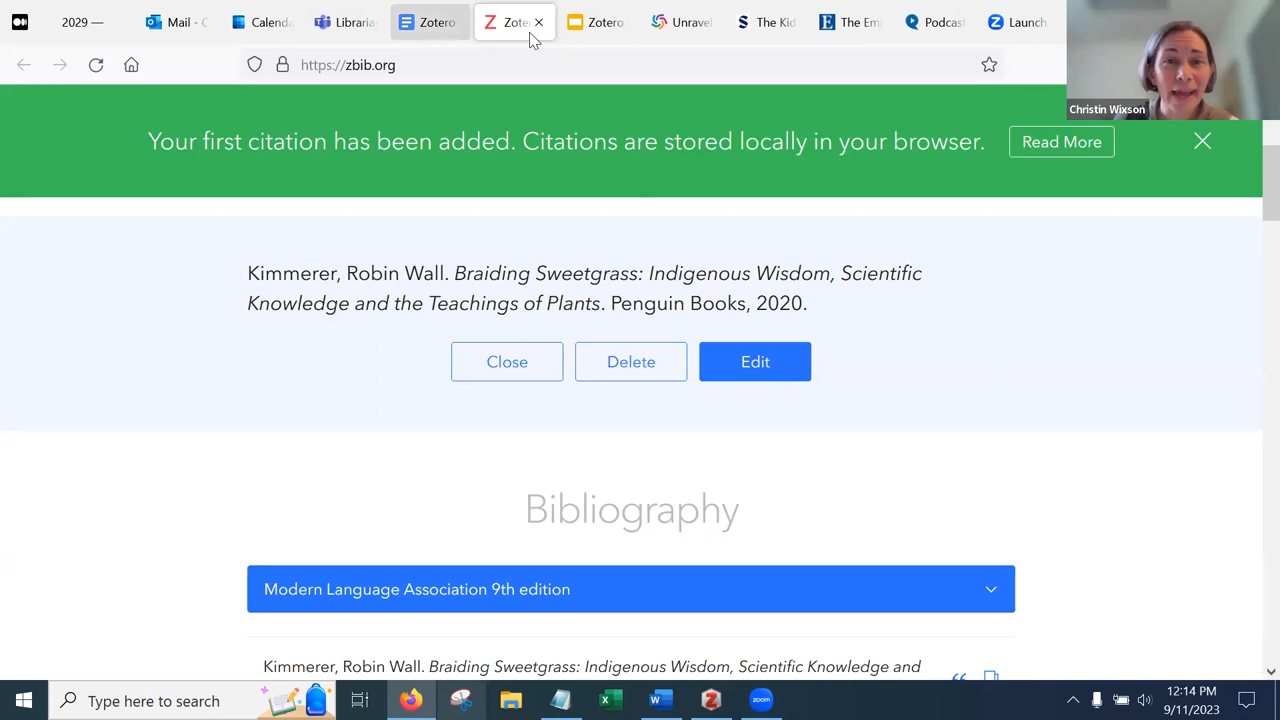 2029 —
Mail - C
Calenda
Libraria
Zotero
Zote
Zotero
Unrav
The Kid
The Em
Podcas
Launch
https://zbib.org
Christin Wixson
Your first citation has been added. Citations are stored locally in your browser.
Read More
Kimmerer, Robin Wall. Braiding Sweetgrass: Indigenous Wisdom, Scientific
Knowledge and the Teachings of Plants. Penguin Books, 2020.
Close
Delete
Edit
Bibliography
Modern Language Association 9th edition
Kimmerer, Robin Wall. Braiding Sweetgrass: Indigenous Wisdom, Scientific Knowledge and
Type here to search
zoom
12:14 PM
9/11/2023